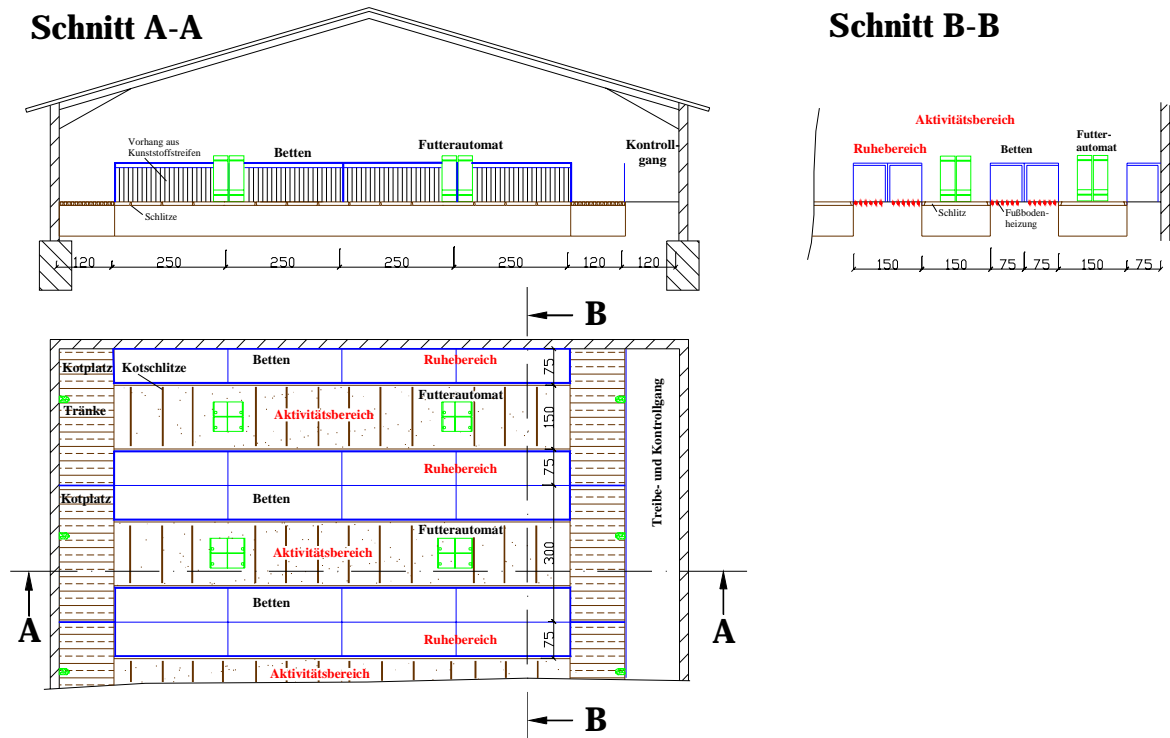 Schnitt A-A
Vorhang aus
Kunststoffstreifen
Betten
Futterautomat
Kontroll-
gang
Schlitze
120
250
250
250
250
120
120
Schnitt B-B
Aktivitätsbereich
Ruhebereich
Betten
Futter-
automat
Schlitz
Fußboden-
heizung
150
150
75
75
150
75
B
Kotplatz
Kotschlitze
Betten
Ruhebereich
75
Tränke
Aktivitätsbereich
Futterautomat
150
Ruhebereich
75
Kotplatz
Betten
Treibe- und Kontrollgang
Futterautomat
Aktivitätsbereich
300
A
Betten
A
Ruhebereich
75
Aktivitätsbereich
B